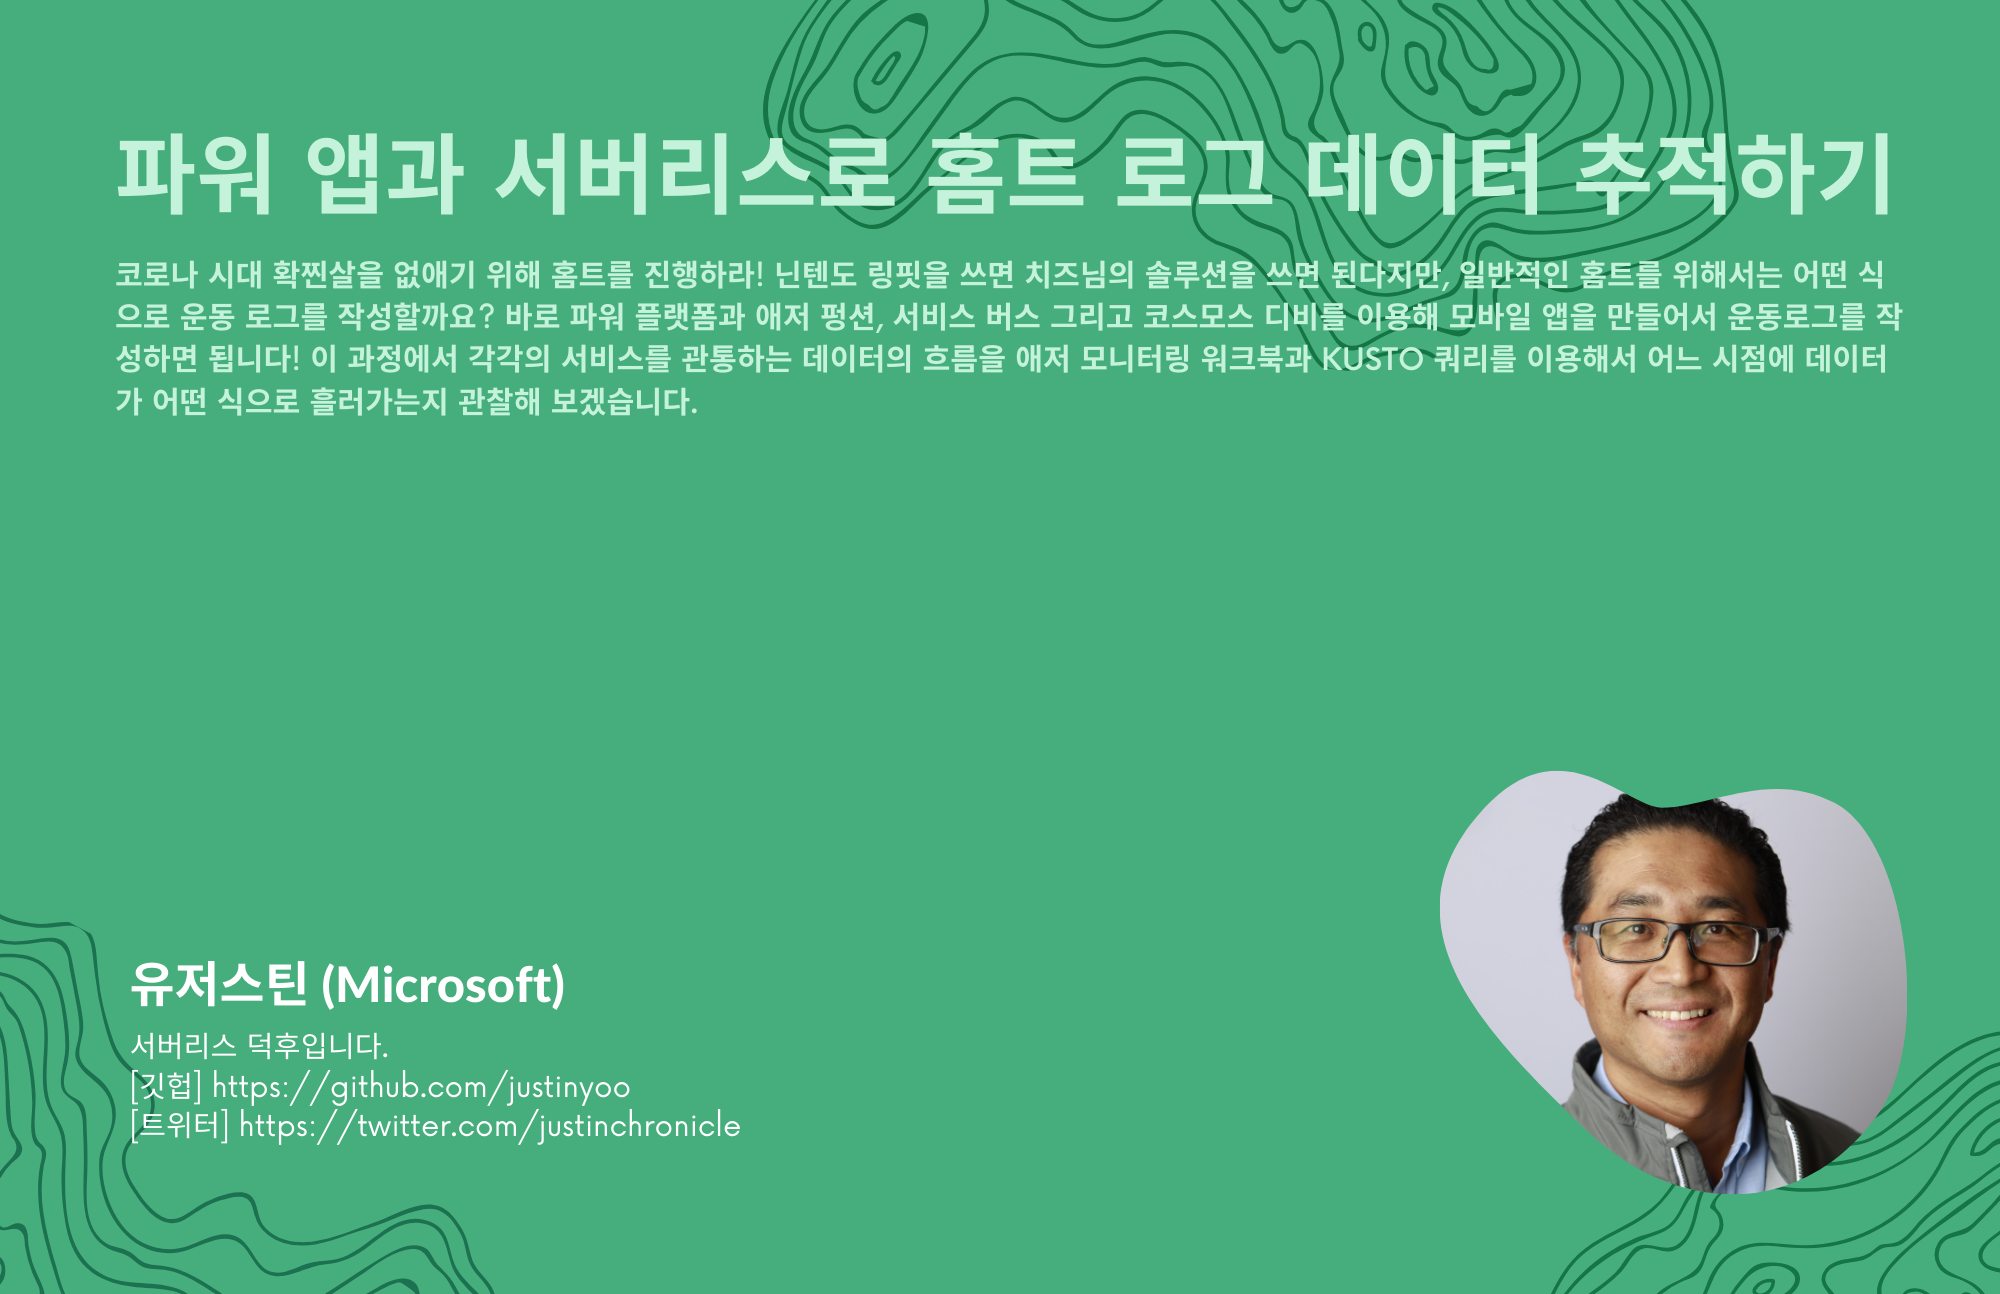 파워 앱과 서버리스로 홈트 로그 데이터 추적하기
코로나 시대 확찐살을 없애기 위해 홈트를 진행하라! 닌텐도 링핏을 쓰면 치즈님의 솔루션을 쓰면 된다지만, 일반적인 홈트를 위해서는 어떤 식
으로 운동 로그를 작성할까요? 바로 파워 플랫폼과 애저 펑션, 서비스 버스 그리고 코스모스 디비를 이용해 모바일 앱을 만들어서 운동로그를 작
성하면 됩니다! 이 과정에서 각각의 서비스를 관통하는 데이터의 흐름을 애저 모니터링 워크북과 KUSTO 쿼리를 이용해서 어느 시점에 데이터
가 어떤 식으로 흘러가는지 관찰해 보겠습니다.
유저스틴 (Microsoft)
서버리스 덕후입니다.
[깃헙] https://github.com/justinyoo
[트위터] https://twitter.com/justinchronicle